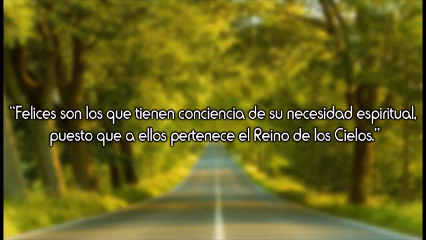 “Felices son los que tienen conciencia de su necesidad espiritual,
puesto que a ellos pertenece el Reino de los Cielos.”